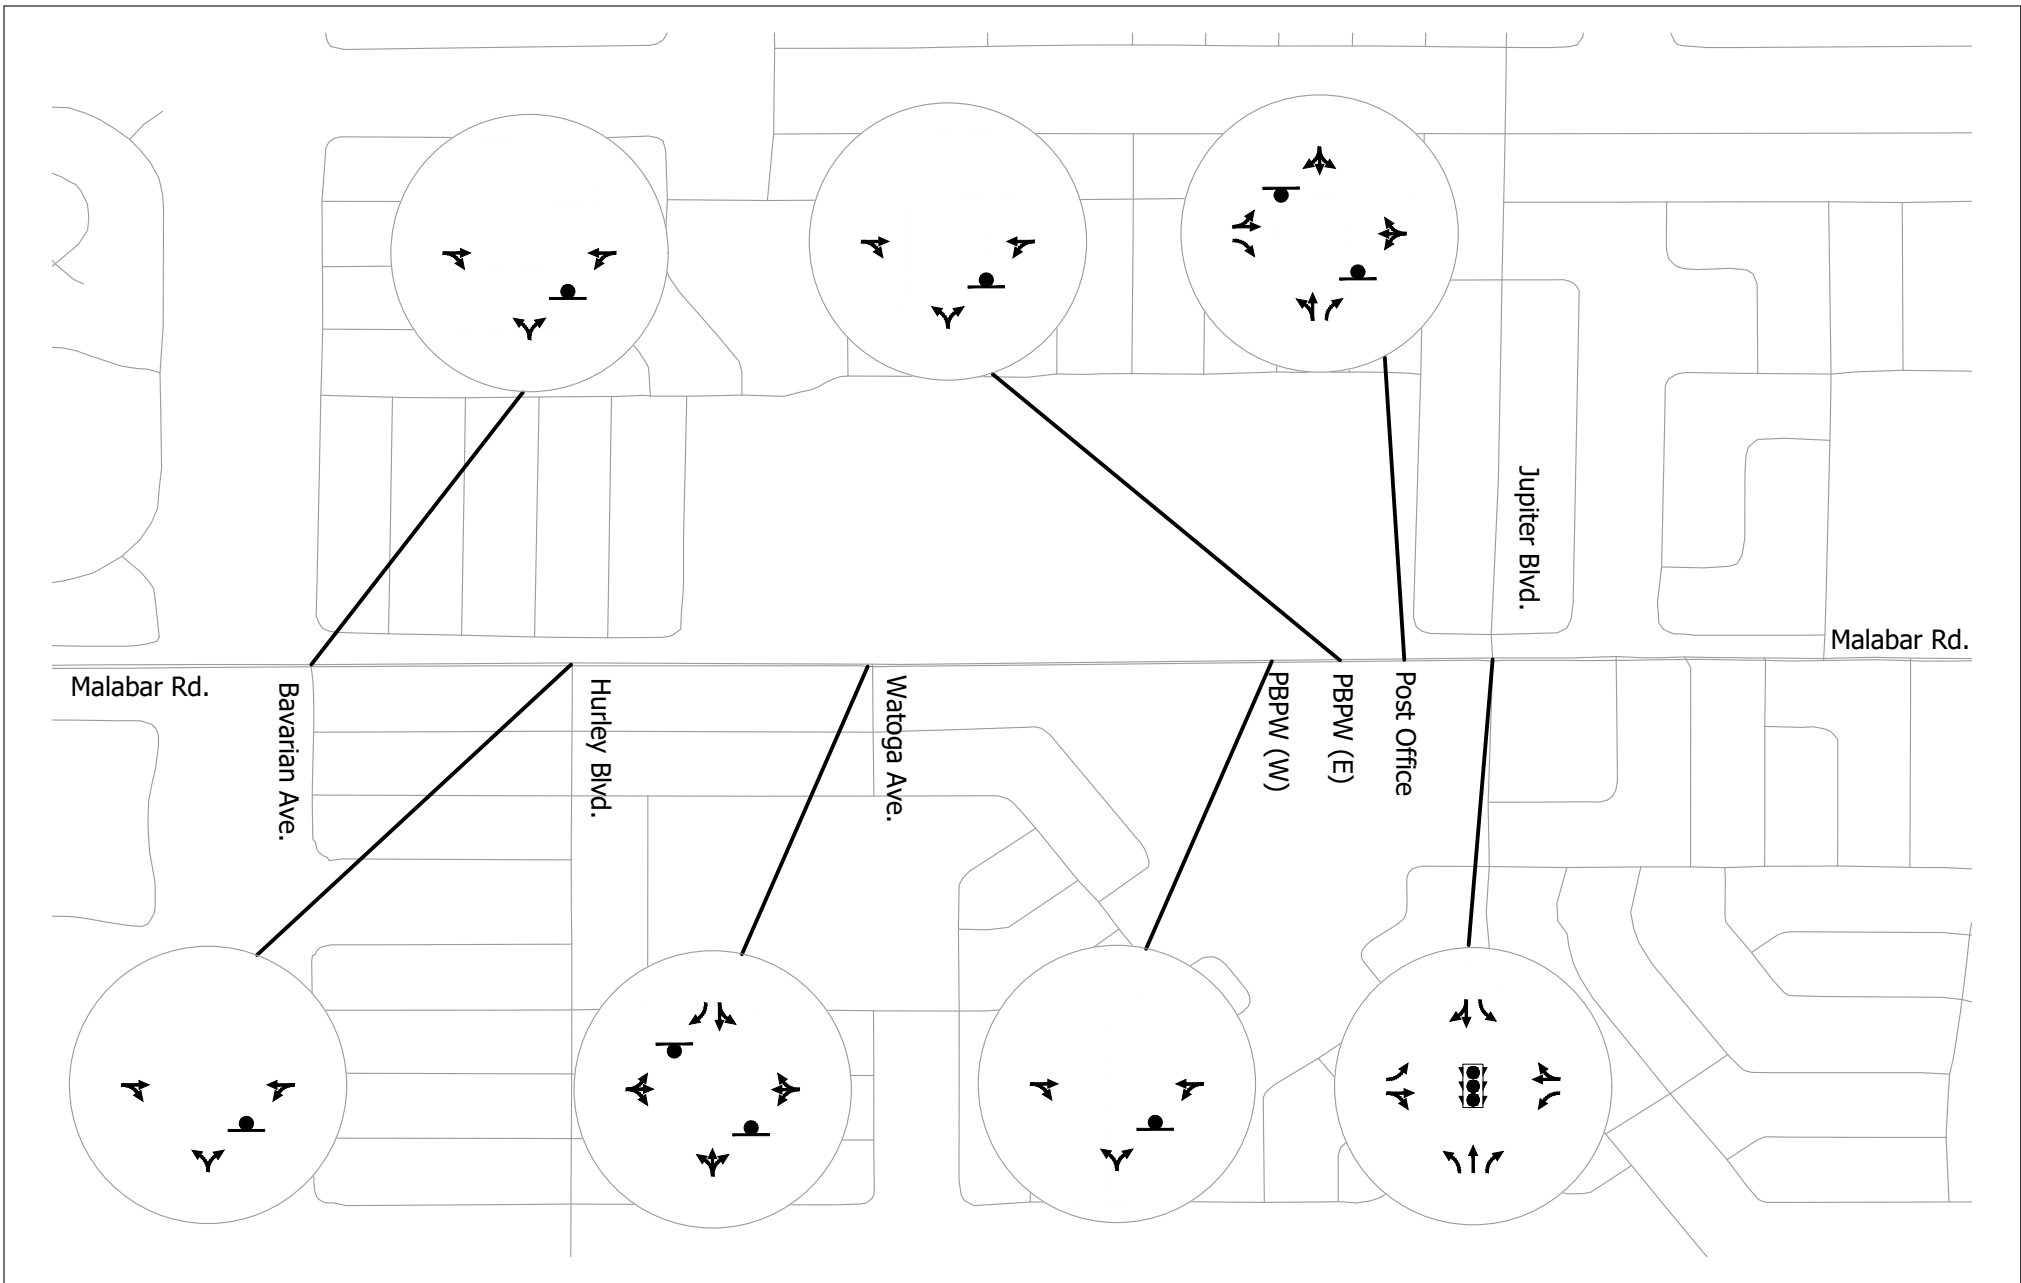 Jupiter Blvd.
Malabar Rd.
Malabar Rd.
Bavarian Ave.
Hurley Blvd.
Watoga Ave.
PBPW (W)
PBPW (E)
Post Office